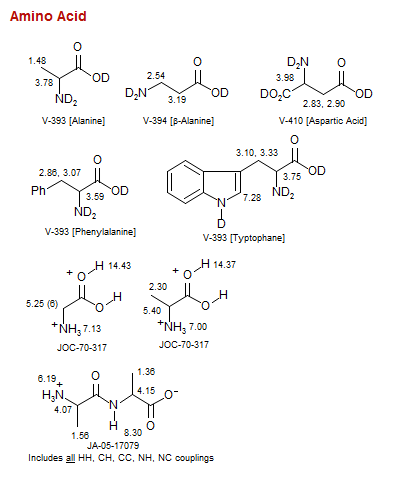 Amino Acid
1.48
O
3.78
OD
ND2
V-393 [Alanine]
2.54
O
D2N
3.19
OD
V-394 [β-Alanine]
D2N
O
3.98
DO2C
OD
2.83, 2.90
V-410 [Aspartic Acid]
2.86, 3.07
O
Ph
3.59
OD
ND2
V-393 [Phenylalanine]
3.10, 3.33
O
3.75
OD
7.28
ND2
N
D
V-393 [Typtophane]
+
O
H 14.43
5.25 (6)
O
H
+NH3 7.13
JOC-70-317
+
O
H 14.37
2.30
O
H
5.40
+NH3 7.00
JOC-70-317
6.19
+
H3N
O
1.36
4.15
O-
4.07
N
H
8.30
O
1.56
JA-05-17079
Includes all HH, CH, CC, NH, NC couplings